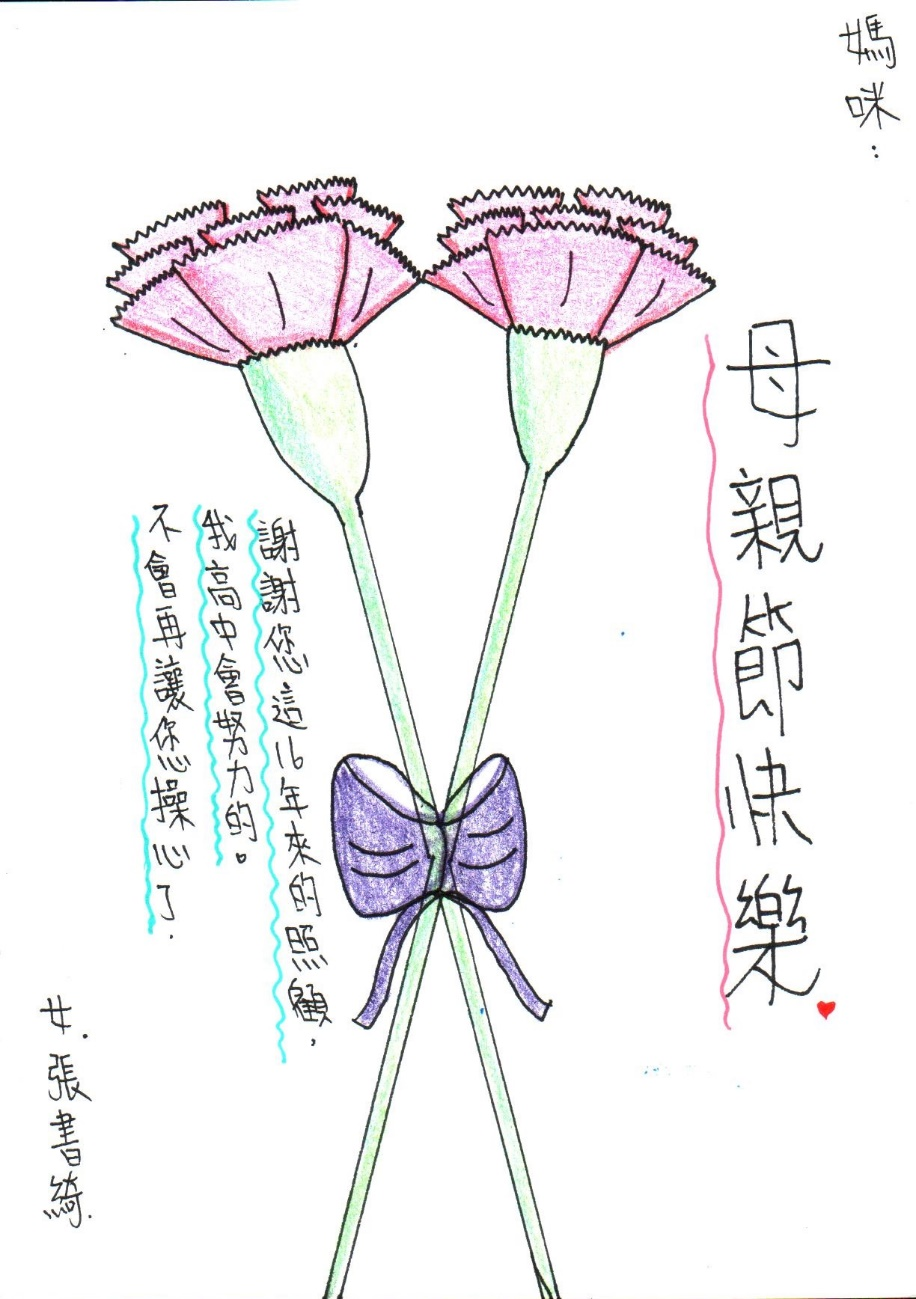 媽咪：
母親節快樂
謝謝您這16年來的照顧，
我高中會努力的。
不會再讓您操心了.
女.張書綺.